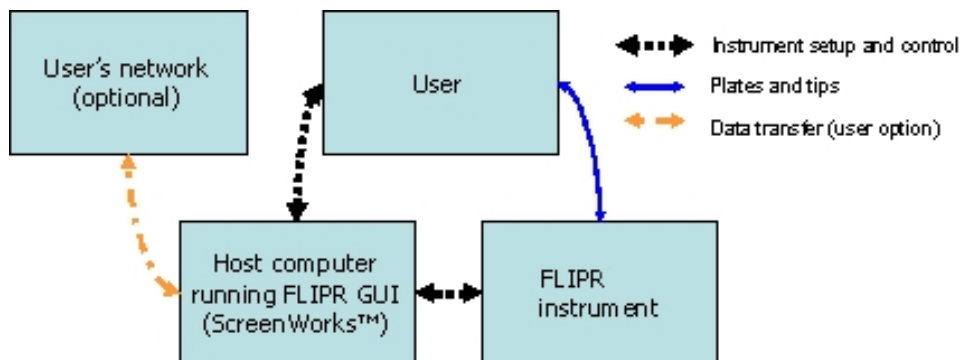 User's network
(optional)
User
Instrument setup and control
Plates and tips
Data transfer (user option)
Host computer
running FLIPR GUI
(ScreenWorks™)
FLIPR
instrument